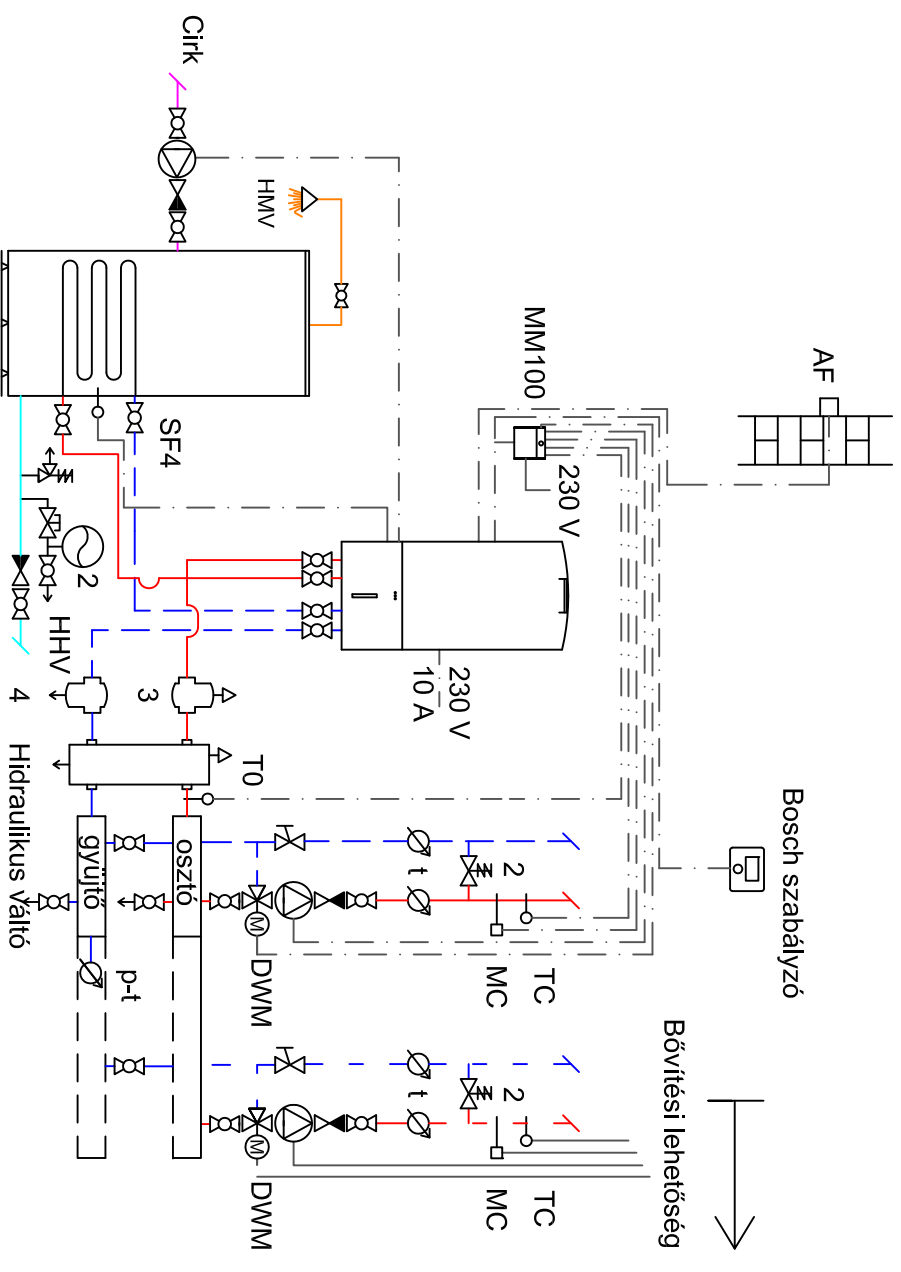 Cirk
HMV
SF4
2
HHV
MM100
230 V
AF
230 V
10 A
3
4
T0
Hidraulikus váltó
Bosch szabályzó
osztó
gyüjtő
p-t
t
2
M
DWM
MC
TC
Bővítési lehetőség
t
2
M
DWM
MC
TC